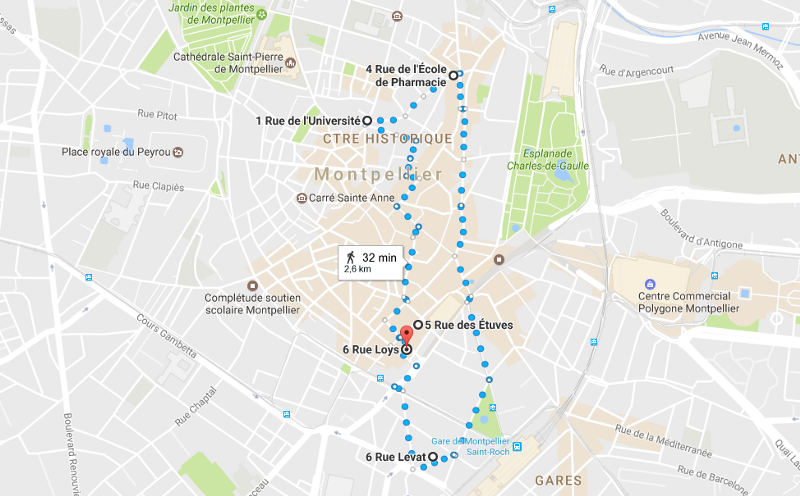 Jardin des plantes
de Montpellier
Avenue Jean Mermoz
Cathédrale Saint-Pierre
de Montpellier
4 Rue de l'École
de Pharmacie
Rue d'Argencourt
Rue Pitot
1 Rue de l'Université
CTRE HISTORIQUE
Place royale du Peyrou
Esplanade
Charles-de-Gaulle
ANT
Montpellier
Rue Clapiès
Carré Sainte Anne
Boulevard d'Antigone
32 min
2,6 km
Complétude soutien
scolaire Montpellier
Centre Commercial
Polygone Montpellier
5 Rue des Étuves
Cours Gambetta
6 Rue Loys
Rue Chaptal
Boulevard Renouvier
Gare de Montpellier
Saint-Roch
6 Rue Levat
Rue de la Méditerranée
Quai La
Rue de Barcelone
GARES